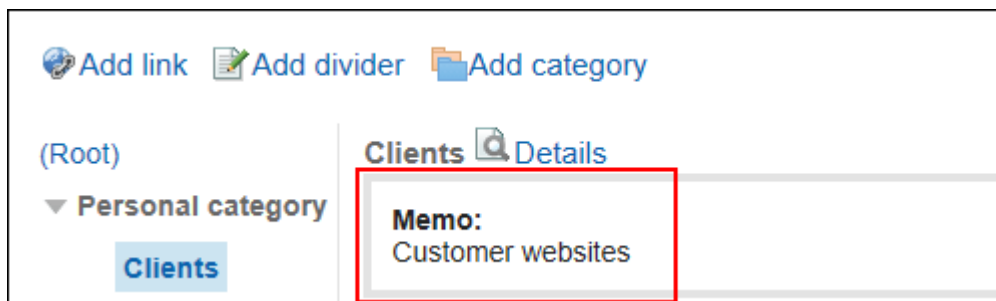 Add link Add divider Add category
(Root)
Personal category
Clients
Clients Details
Memo:
Customer websites